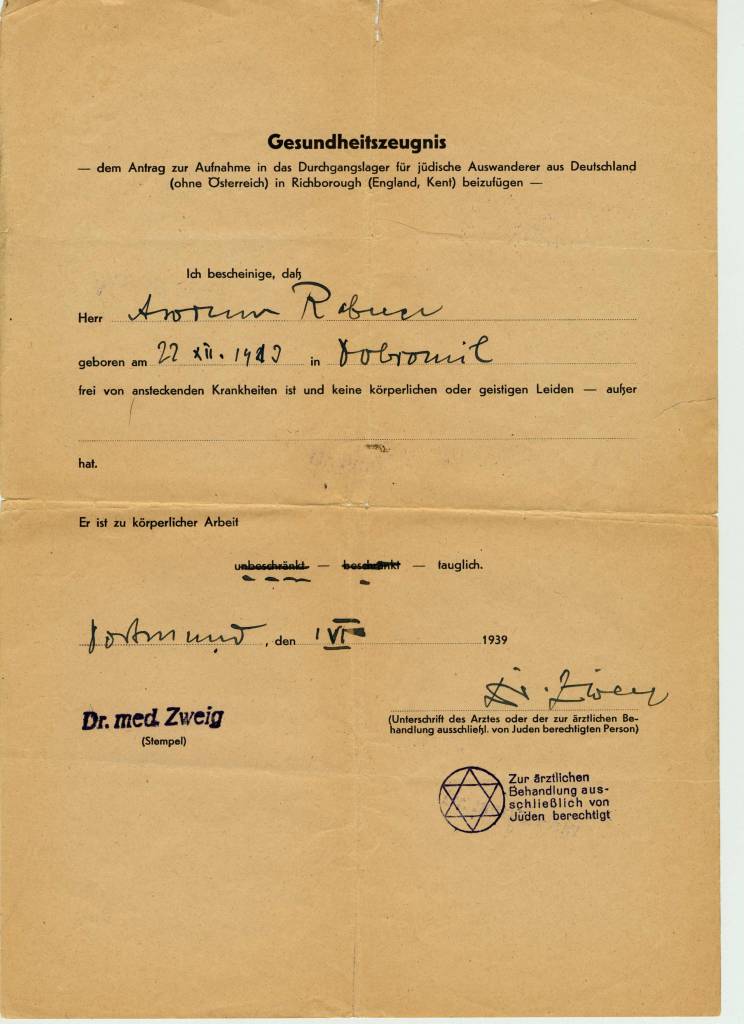 Gesundheitszeugnis
— dem Antrag zur Aufnahme in das Durchgangslager für jüdische Auswanderer aus Deutschland
(ohne Österreich) in Richborough (England, Kent) beizufügen —
Ich bescheinige, daß
Herr
geboren am 22 XII. 1923 in Dobromil
frei von ansteckenden Krankheiten ist und keine körperlichen oder geistigen Leiden — außer
hat.
Er ist zu körperlicher Arbeit
unbeschränkt — beschränkt — tauglich.
Dortmund, den 1 VI 1939
Dr. Zweig
Dr. med. Zweig
(Stempel)
(Unterschrift des Arztes oder der zur ärztlichen Be-
handlung ausschließl. von Juden berechtigten Person)
Zur ärztlichen
Behandlung aus-
schließlich von
Juden berechtigt